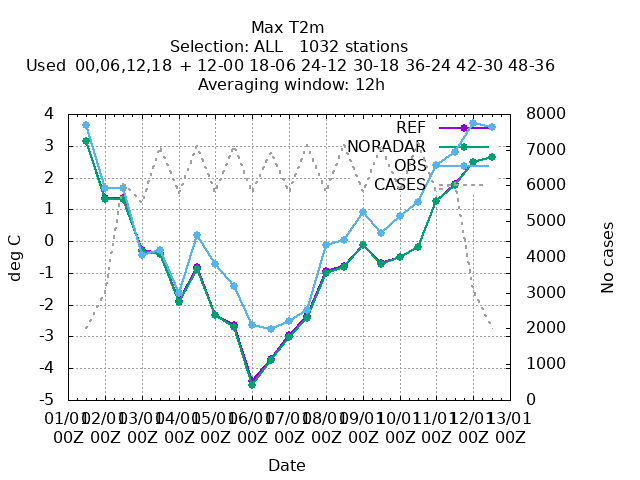 Max T2m
Selection: ALL   1032 stations
Used  00,06,12,18 + 12-00 18-06 24-12 30-18 36-24 42-30 48-36
Averaging window: 12h
4
3
2
1
0
-1
-2
-3
-4
-5
deg C
8000
7000
6000
5000
4000
3000
2000
1000
0
No cases
REF
NORADAR
OBS
CASES
01/01 02/01 03/01 04/01 05/01 06/01 07/01 08/01 09/01 10/01 11/01 12/01 13/01
00Z 00Z 00Z 00Z 00Z 00Z 00Z 00Z 00Z 00Z 00Z 00Z 00Z
Date